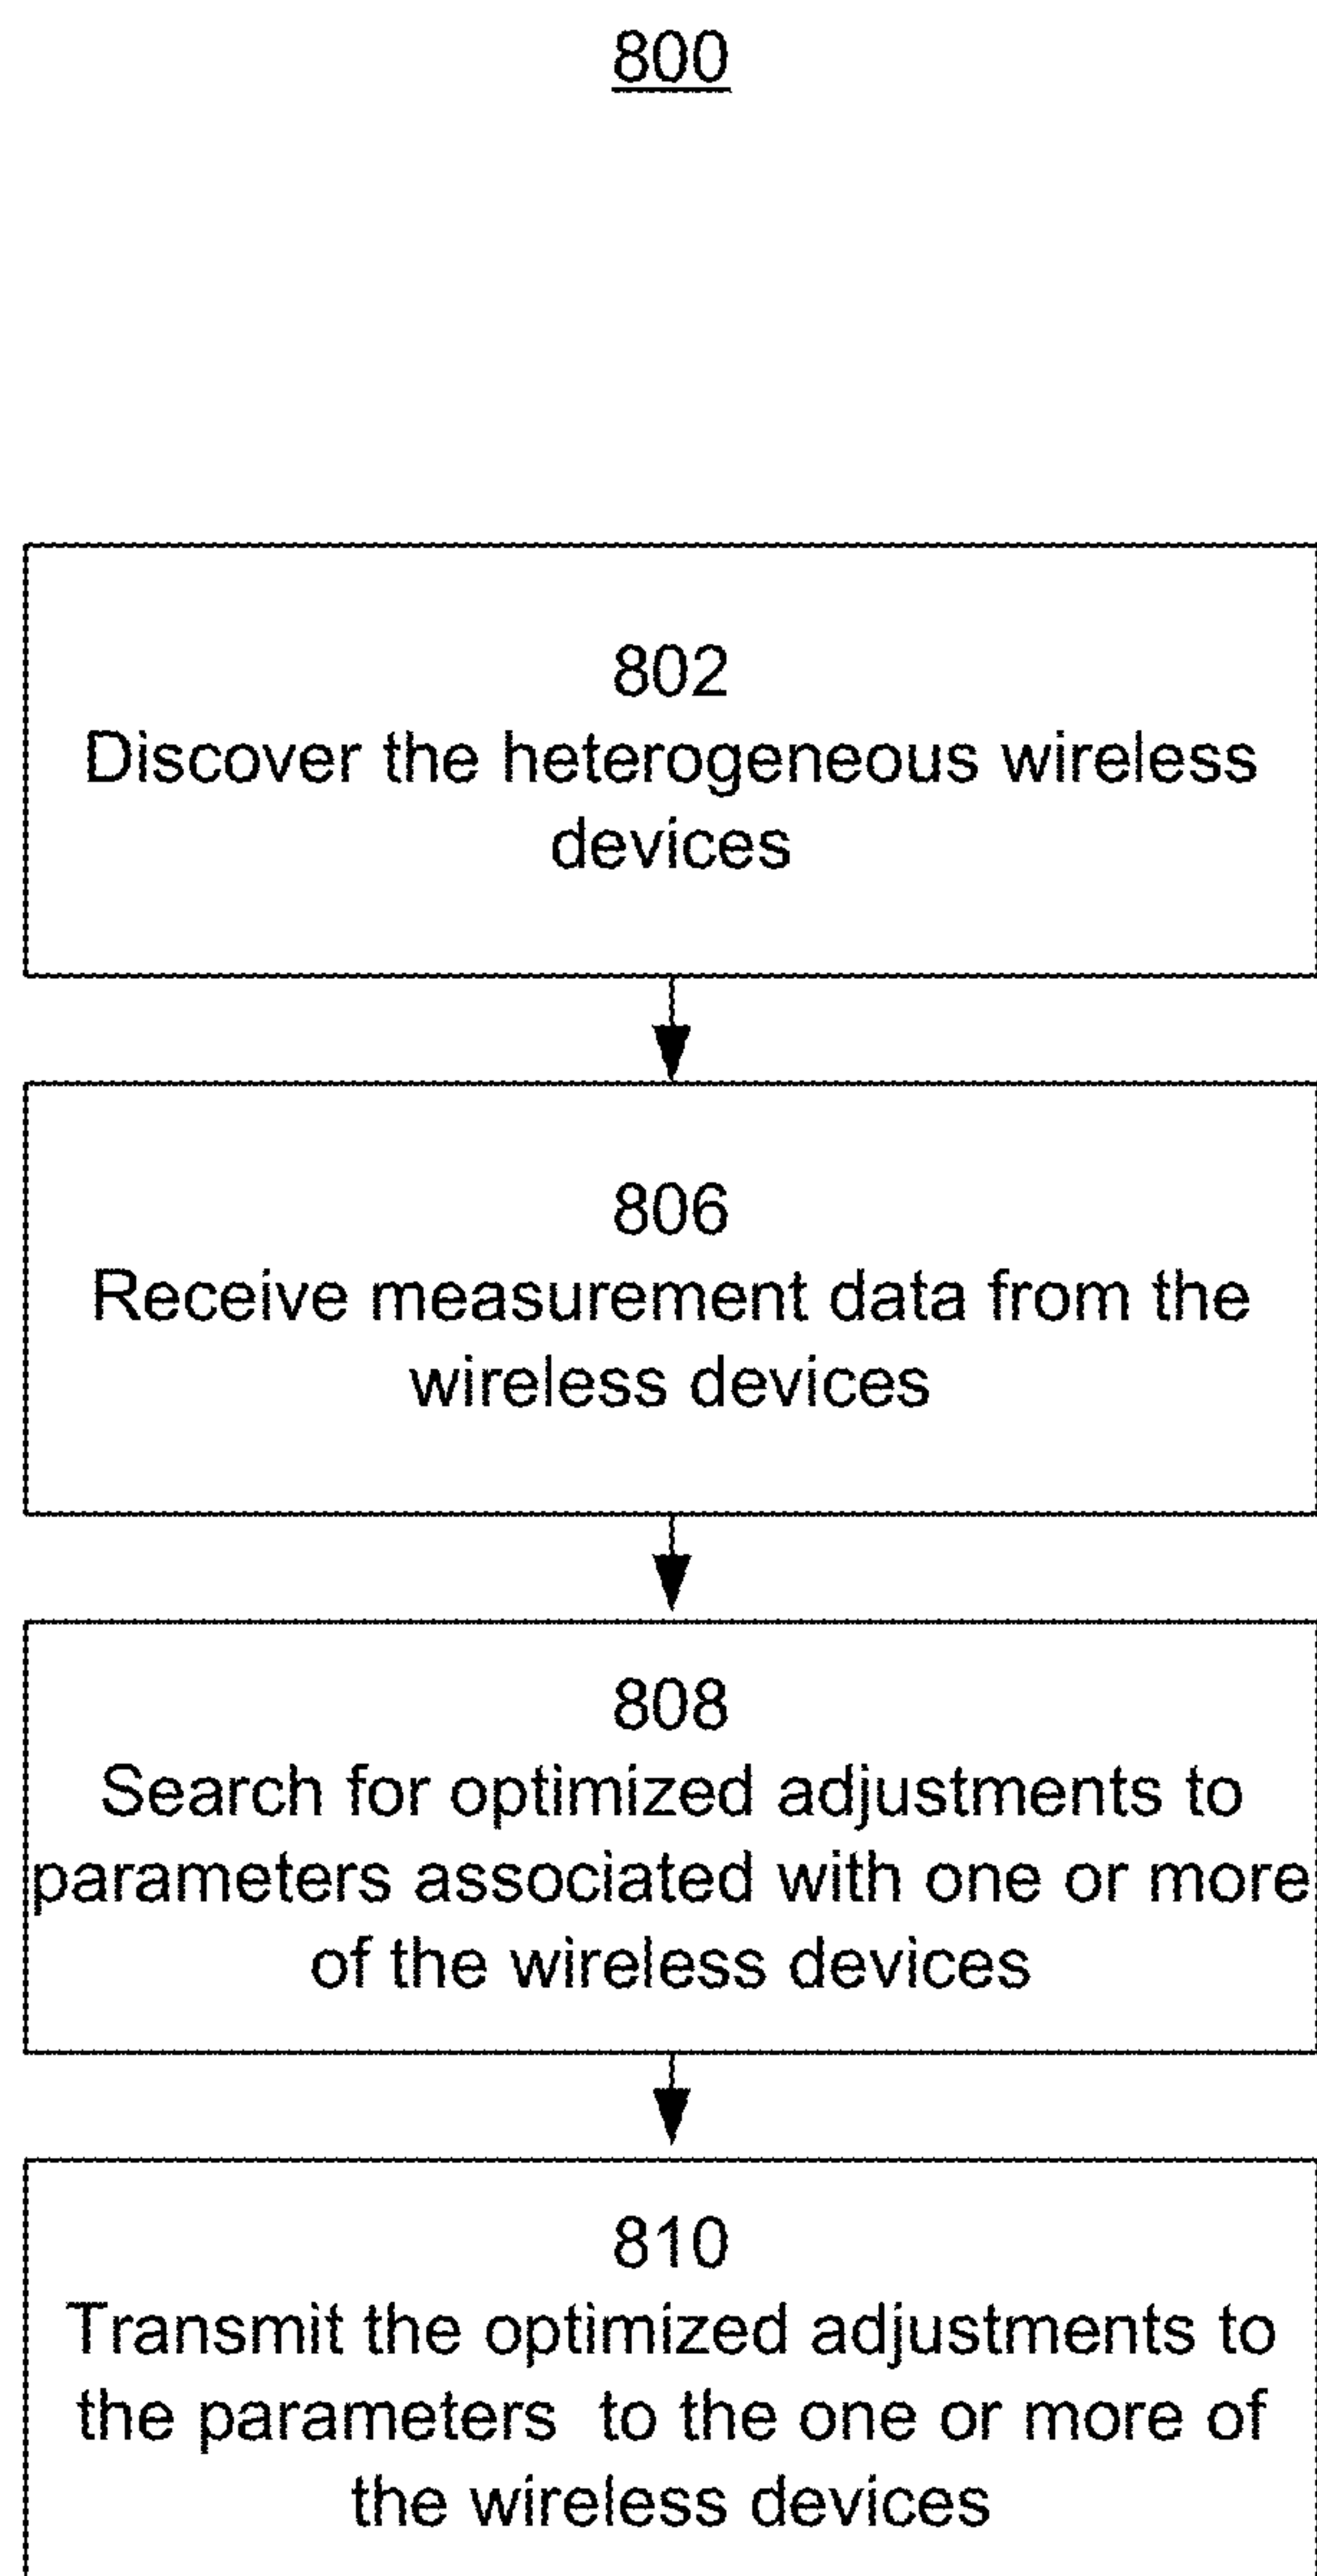 800
802
Discover the heterogeneous wireless
devices
806
Receive measurement data from the
wireless devices
808
Search for optimized adjustments to
parameters associated with one or more
of the wireless devices
810
Transmit the optimized adjustments to
the parameters  to the one or more of
the wireless devices